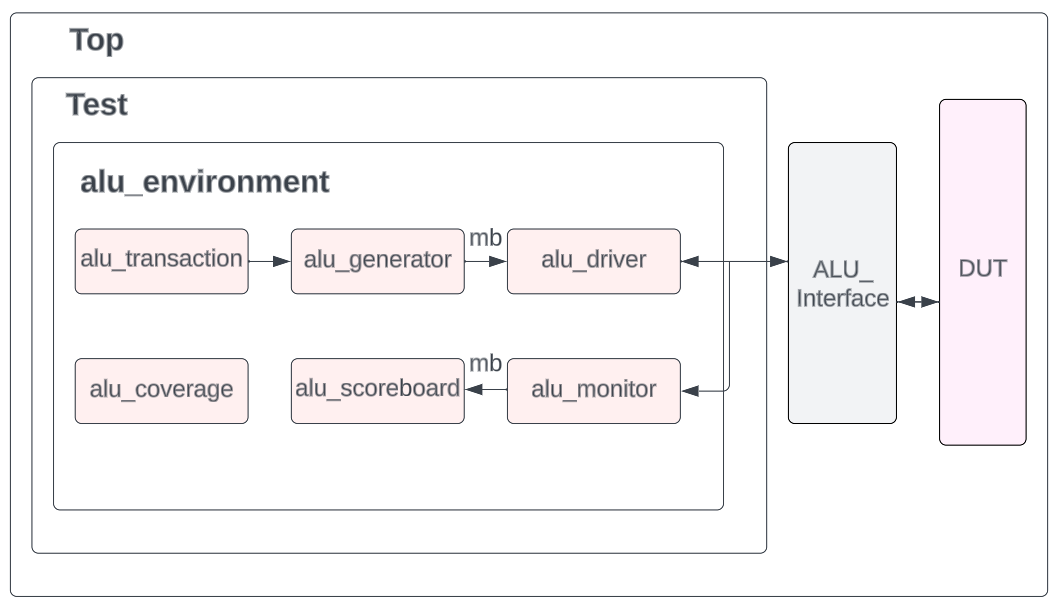 Top
Test
alu_environment
alu_transaction
alu_generator
mb
alu_driver
ALU_
Interface
DUT
alu_coverage
alu_scoreboard
mb
alu_monitor